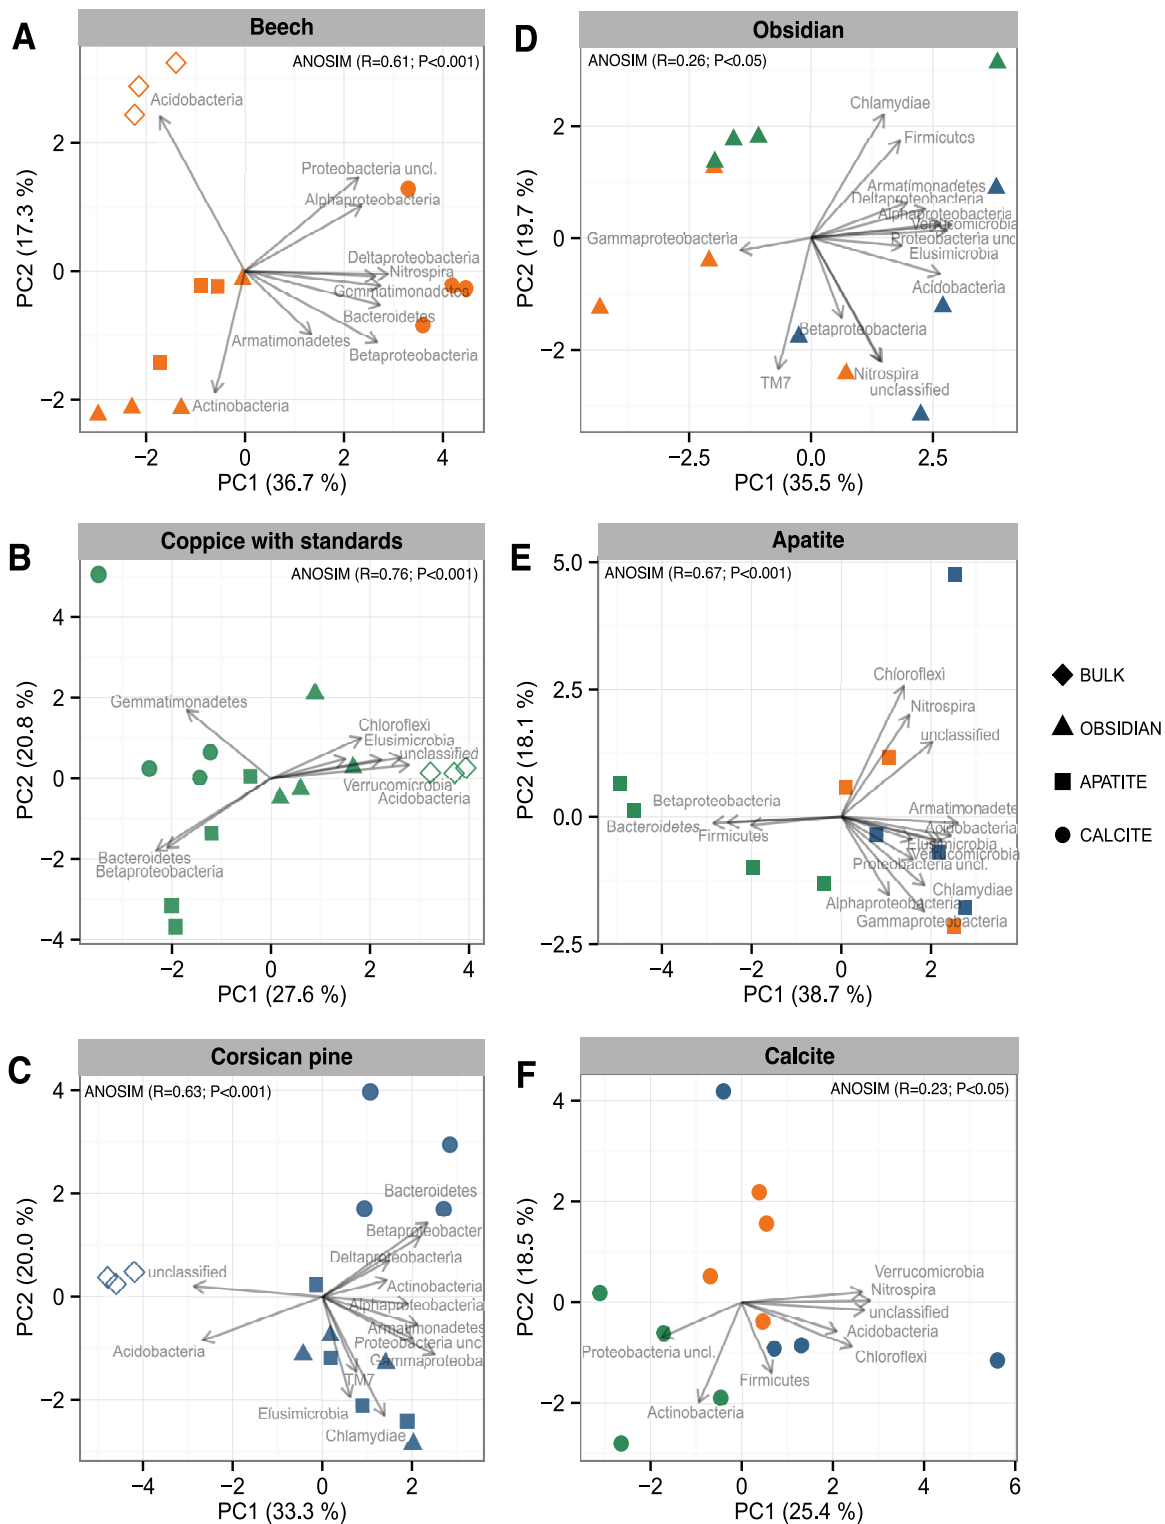 A
Beech
ANOSIM (R=0.61; P<0.001)
Acidobacteria
Proteobacteria uncl.
Alphaproteobacteria
Deltaproteobacteria
Nitrospira
Gemmatimonadetes
Bacteroidetes
Armatimonadetes
Betaproteobacteria
Actinobacteria
2
0
−2
−2 0 2 4
PC1 (36.7 %)
PC2 (17.3 %)
D
Obsidian
ANOSIM (R=0.26; P<0.05)
Chlamydiae
Firmicutes
Armatimonadetes
Deltaproteobacteria
Alphaproteobacteria
Verrucomicrobia
Gammaproteobacteria
Proteobacteria unc
Elusimicrobia
Acidobacteria
Betaproteobacteria
TM7
Nitrospira
unclassified
2
0
−2
−2.5 0.0 2.5
PC1 (35.5 %)
PC2 (19.7 %)
B
Coppice with standards
ANOSIM (R=0.76; P<0.001)
Gemmatimonadetes
Chloroflexi
Elusimicrobia
unclassified
Verrucomicrobia
Acidobacteria
Bacteroidetes
Betaproteobacteria
4
2
0
−2
−4
−2 0 2 4
PC1 (27.6 %)
PC2 (20.8 %)
E
Apatite
ANOSIM (R=0.67; P<0.001)
Chloroflexi
Nitrospira
unclassified
Betaproteobacteria
Armatimonadete
Bacteroidetes
Firmicutes
Acidobacteria
Elusimicrobia
Verrucomicrobia
Proteobacteria uncl.
Chlamydiae
Alphaproteobacteria
Gammaproteobacteria
5.0
2.5
0.0
−2.5
−4 −2 0 2
PC1 (38.7 %)
PC2 (18.1 %)
BULK
OBSIDIAN
APATITE
CALCITE
C
Corsican pine
ANOSIM (R=0.63; P<0.001)
Bacteroidetes
Betaproteobacter
Deltaproteobacteria
unclassified
Actinobacteria
Alphaproteobacteria
Armatimonadetes
Acidobacteria
Proteobacteria unc
Gammaproteoba
TM7
Elusimicrobia
Chlamydiae
4
2
0
−2
−4 −2 0 2
PC1 (33.3 %)
PC2 (20.0 %)
F
Calcite
ANOSIM (R=0.23; P<0.05)
Verrucomicrobia
Nitrospira
unclassified
Acidobacteria
Proteobacteria uncl.
Chloroflexi
Firmicutes
Actinobacteria
4
2
0
−2
−2 0 2 4 6
PC1 (25.4 %)
PC2 (18.5 %)